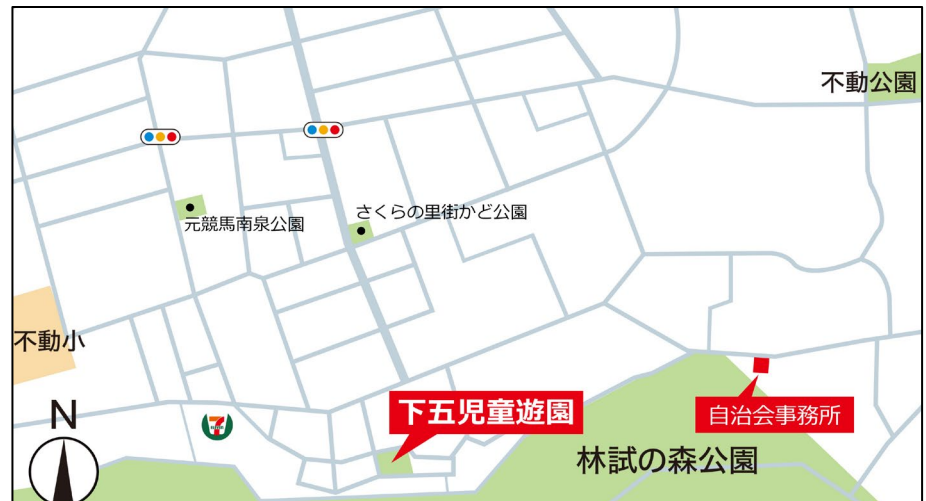 不動公園
元競馬南泉公園
さくらの里街かど公園
不動小
N
下五児童遊園
自治会事務所
林試の森公園
7